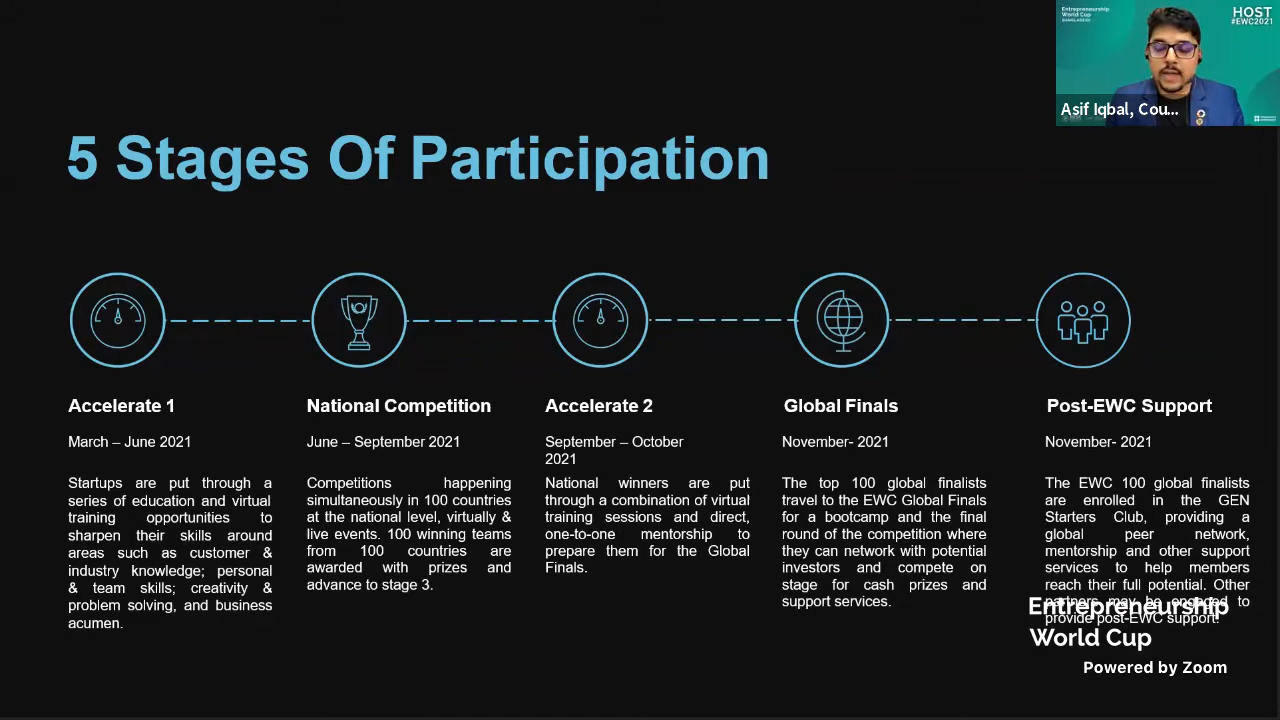 Entrepreneurship
World Cup
HOST
#EWC2021
Asif Iqbal, Cou...
5 Stages Of Participation
Accelerate 1
March – June 2021
Startups are put through a
series of education and virtual
training opportunities to
sharpen their skills around
areas such as customer &
industry knowledge; personal
& team skills; creativity &
problem solving, and business
acumen.
National Competition
June – September 2021
Competitions happening
simultaneously in 100 countries
at the national level, virtually &
live events. 100 winning teams
from 100 countries are
awarded with prizes and
advance to stage 3.
Accelerate 2
September – October
2021
National winners are put
through a combination of virtual
training sessions and direct,
one-to-one mentorship to
prepare them for the Global
Finals.
Global Finals
November- 2021
The top 100 global finalists
travel to the EWC Global Finals
for a bootcamp and the final
round of the competition where
they can network with potential
investors and compete on
stage for cash prizes and
support services.
Post-EWC Support
November- 2021
The EWC 100 global finalists
are enrolled in the GEN
Starters Club, providing a
global peer network,
mentorship and other support
services to help members
reach their full potential. Other
partners may be engaged to
provide post-EWC support.
Entrepreneurship
World Cup
Powered by Zoom